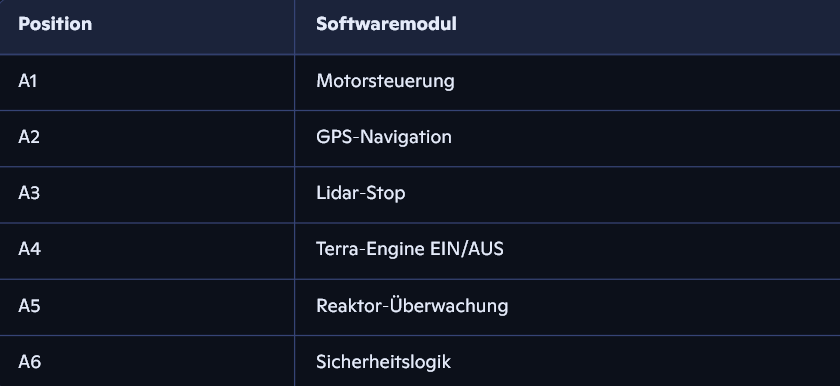 Position Softwaremodul
A1 Motorsteuerung
A2 GPS-Navigation
A3 Lidar-Stop
A4 Terra-Engine EIN/AUS
A5 Reaktor-Überwachung
A6 Sicherheitslogik